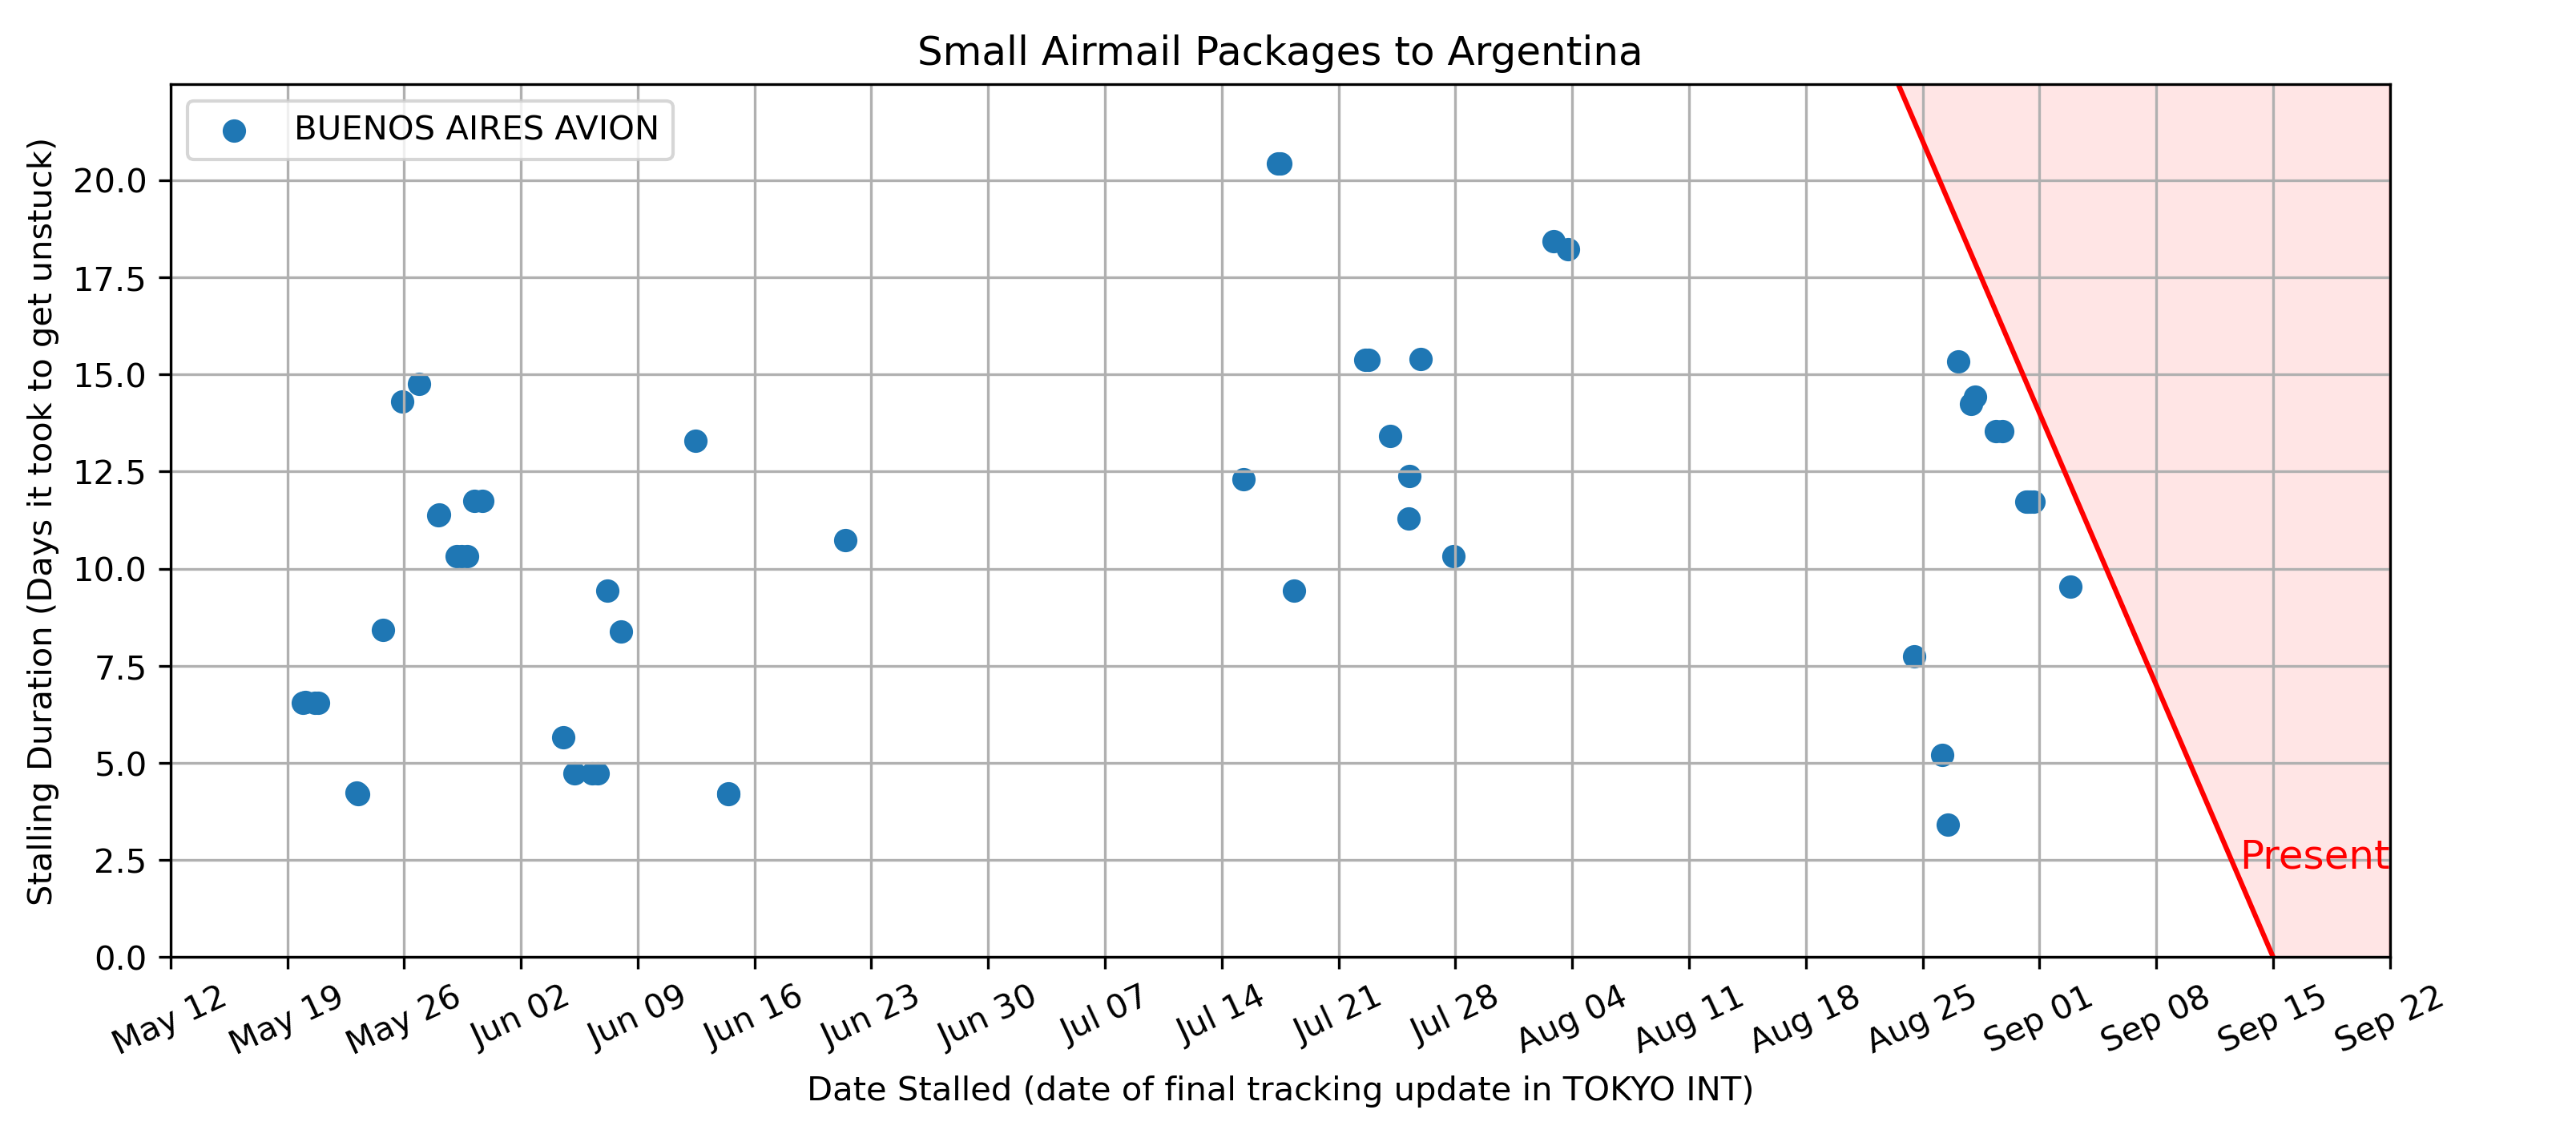 Small Airmail Packages to Argentina
BUENOS AIRES AVION
Stalling Duration (Days it took to get unstuck)
20.0
17.5
15.0
12.5
10.0
7.5
5.0
2.5
0.0
Present
May 12
May 19
May 26
Jun 02
Jun 09
Jun 16
Jun 23
Jun 30
Jul 07
Jul 14
Jul 21
Jul 28
Aug 04
Aug 11
Aug 18
Aug 25
Sep 01
Sep 08
Sep 15
Sep 22
Date Stalled (date of final tracking update in TOKYO INT)